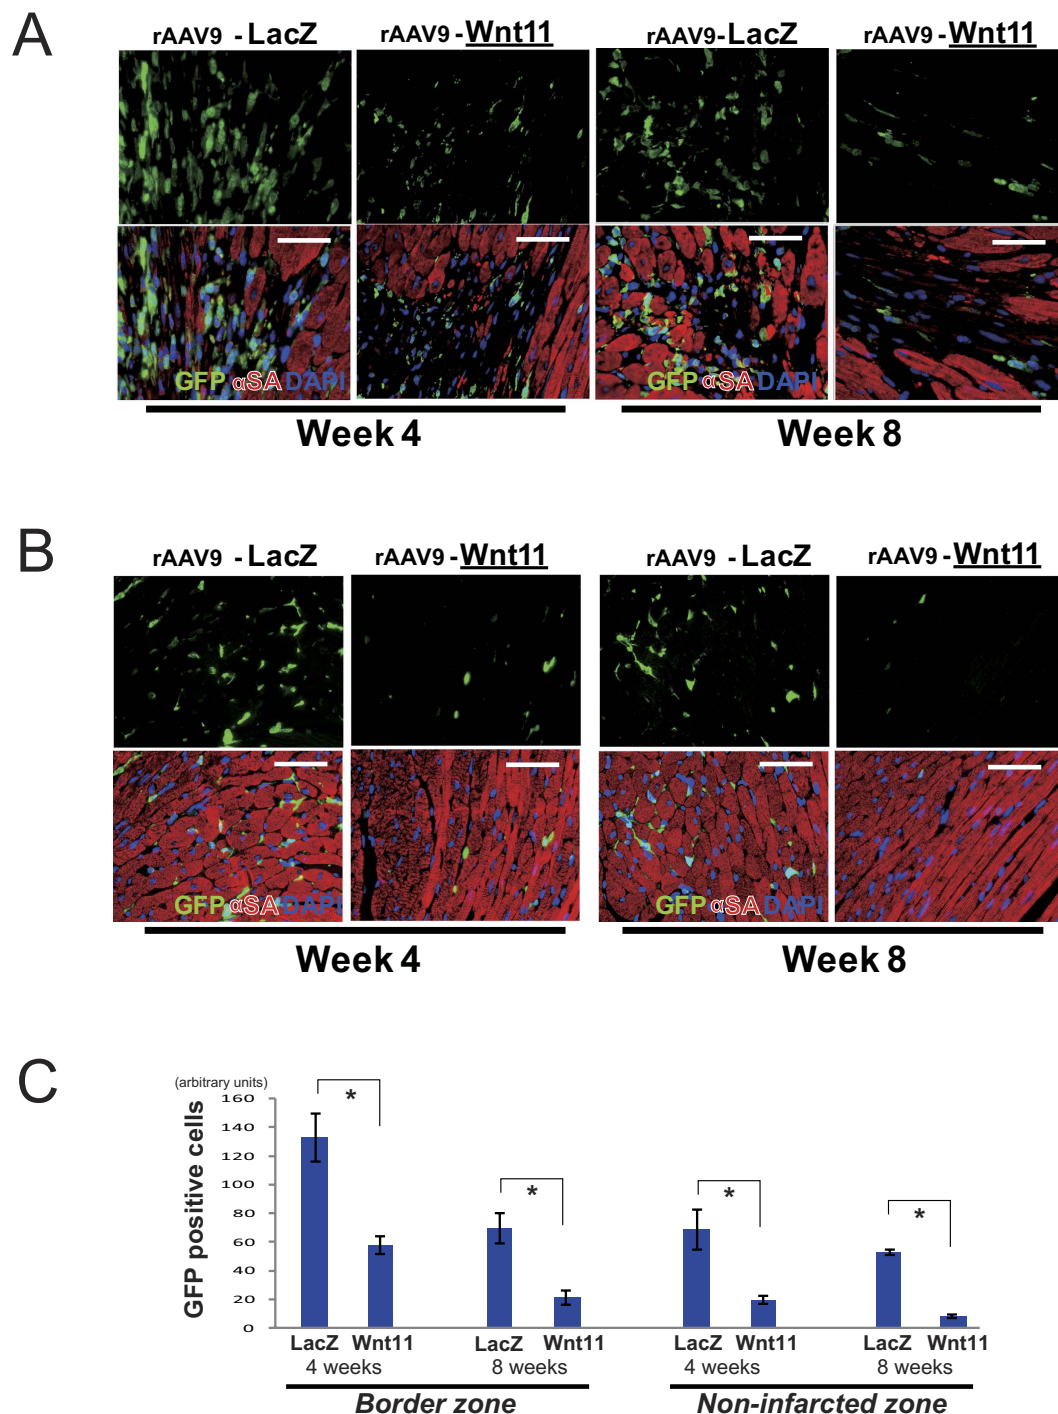 A
rAAV9 - LacZ rAAV9 - Wnt11 rAAV9-LacZ rAAV9 - Wnt11
GFP αSA DAPI GFP αSA DAPI
Week 4 Week 8
B
rAAV9 - LacZ rAAV9 - Wnt11 rAAV9 - LacZ rAAV9 - Wnt11
GFP αSA DAPI GFP αSA DAPI
Week 4 Week 8
C
(arbitrary units)
GFP positive cells
160
140
120
100
80
60
40
20
0
* * * *
LacZ Wnt11 LacZ Wnt11 LacZ Wnt11 LacZ Wnt11
4 weeks 8 weeks 4 weeks 8 weeks
Border zone Non-infarcted zone